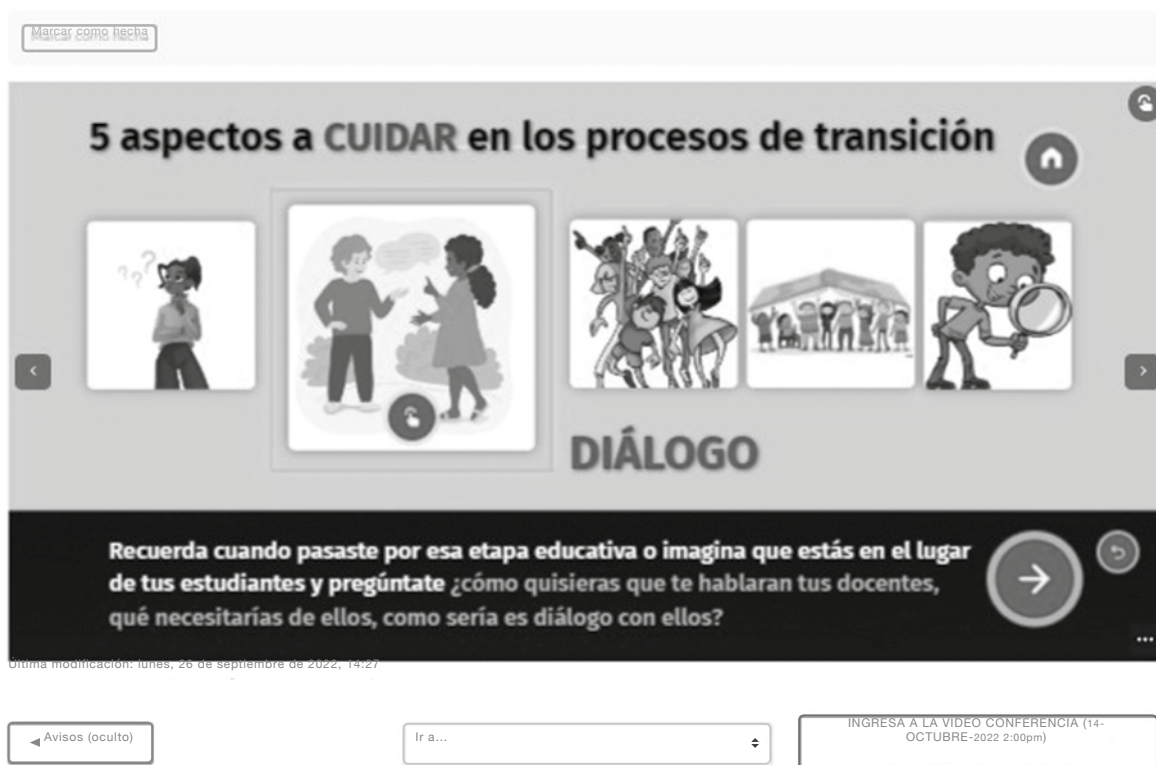 Marcar como hecha
5 aspectos a CUIDAR en los procesos de transición
???
DIÁLOGO
Recuerda cuando pasaste por esa etapa educativa o imagina que estás en el lugar
de tus estudiantes y pregúntate ¿cómo quisieras que te hablaran tus docentes,
qué necesitarías de ellos, como sería es diálogo con ellos?
Última modificación: lunes, 26 de septiembre de 2022, 14:27
◀ Avisos (oculto)
Ir a...
INGRESA A LA VIDEO CONFERENCIA (14-
OCTUBRE-2022 2:00pm)